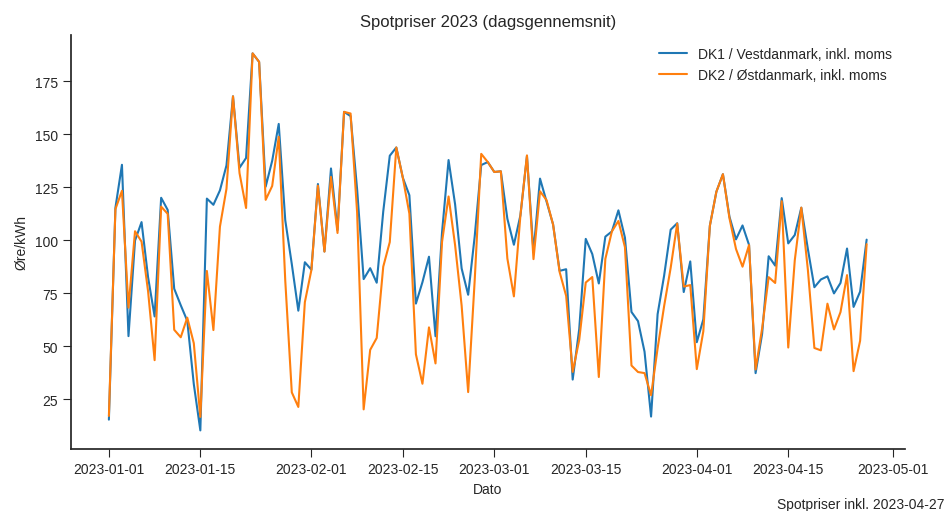 Spotpriser 2023 (dagsgennemsnit)
DK1 / Vestdanmark, inkl. moms
DK2 / Østdanmark, inkl. moms
Øre/kWh
175
150
125
100
75
50
25
2023-01-01 2023-01-15 2023-02-01 2023-02-15 2023-03-01 2023-03-15 2023-04-01 2023-04-15 2023-05-01
Dato
Spotpriser inkl. 2023-04-27